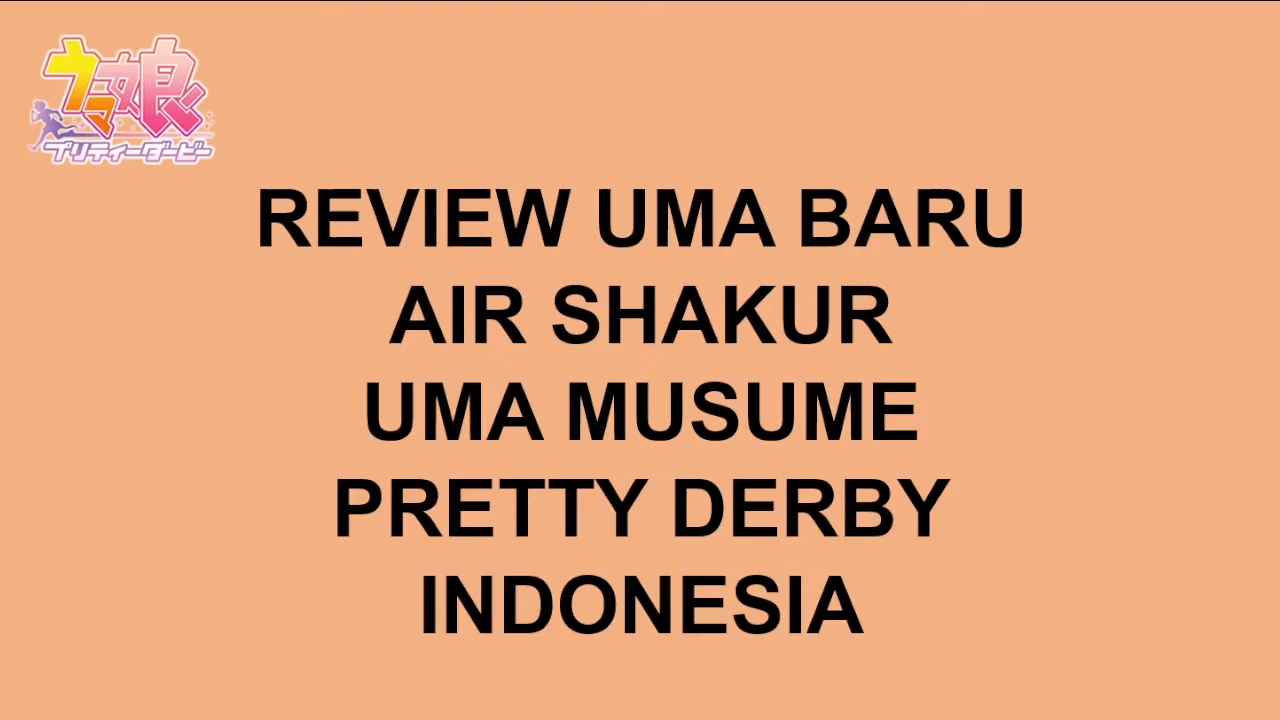 ウマ娘
プリティーダービー
REVIEW UMA BARU
AIR SHAKUR
UMA MUSUME
PRETTY DERBY
INDONESIA